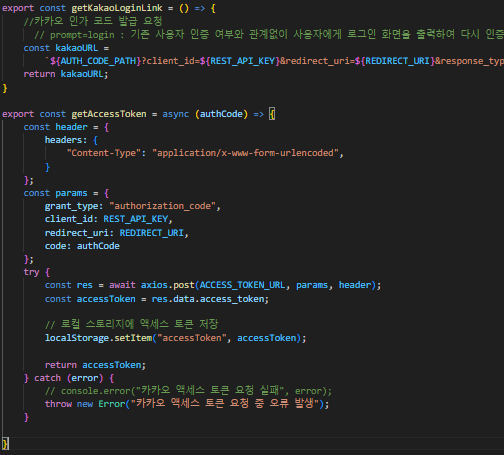 export const getKakaoLoginLink = () => {
    //카카오 인가 코드 발급 요청
      // prompt=login : 기존 사용자 인증 여부와 관계없이 사용자에게 로그인 화면을 출력하여 다시 인증
    const kakaoURL =
        `${AUTH_CODE_PATH}?client_id=${REST_API_KEY}&redirect_uri=${REDIRECT_URI}&response_typ
    return kakaoURL;
}
export const getAccessToken = async (authCode) => {
    const header = {
        headers: {
            "Content-Type": "application/x-www-form-urlencoded",
        }
    };
    const params = {
        grant_type: "authorization_code",
        client_id: REST_API_KEY,
        redirect_uri: REDIRECT_URI,
        code: authCode
    };
    try {
        const res = await axios.post(ACCESS_TOKEN_URL, params, header);
        const accessToken = res.data.access_token;
        // 로컬 스토리지에 액세스 토큰 저장
        localStorage.setItem("accessToken", accessToken);
        return accessToken;
    } catch (error) {
        // console.error("카카오 액세스 토큰 요청 실패", error);
        throw new Error("카카오 액세스 토큰 요청 중 오류 발생");
    }
}